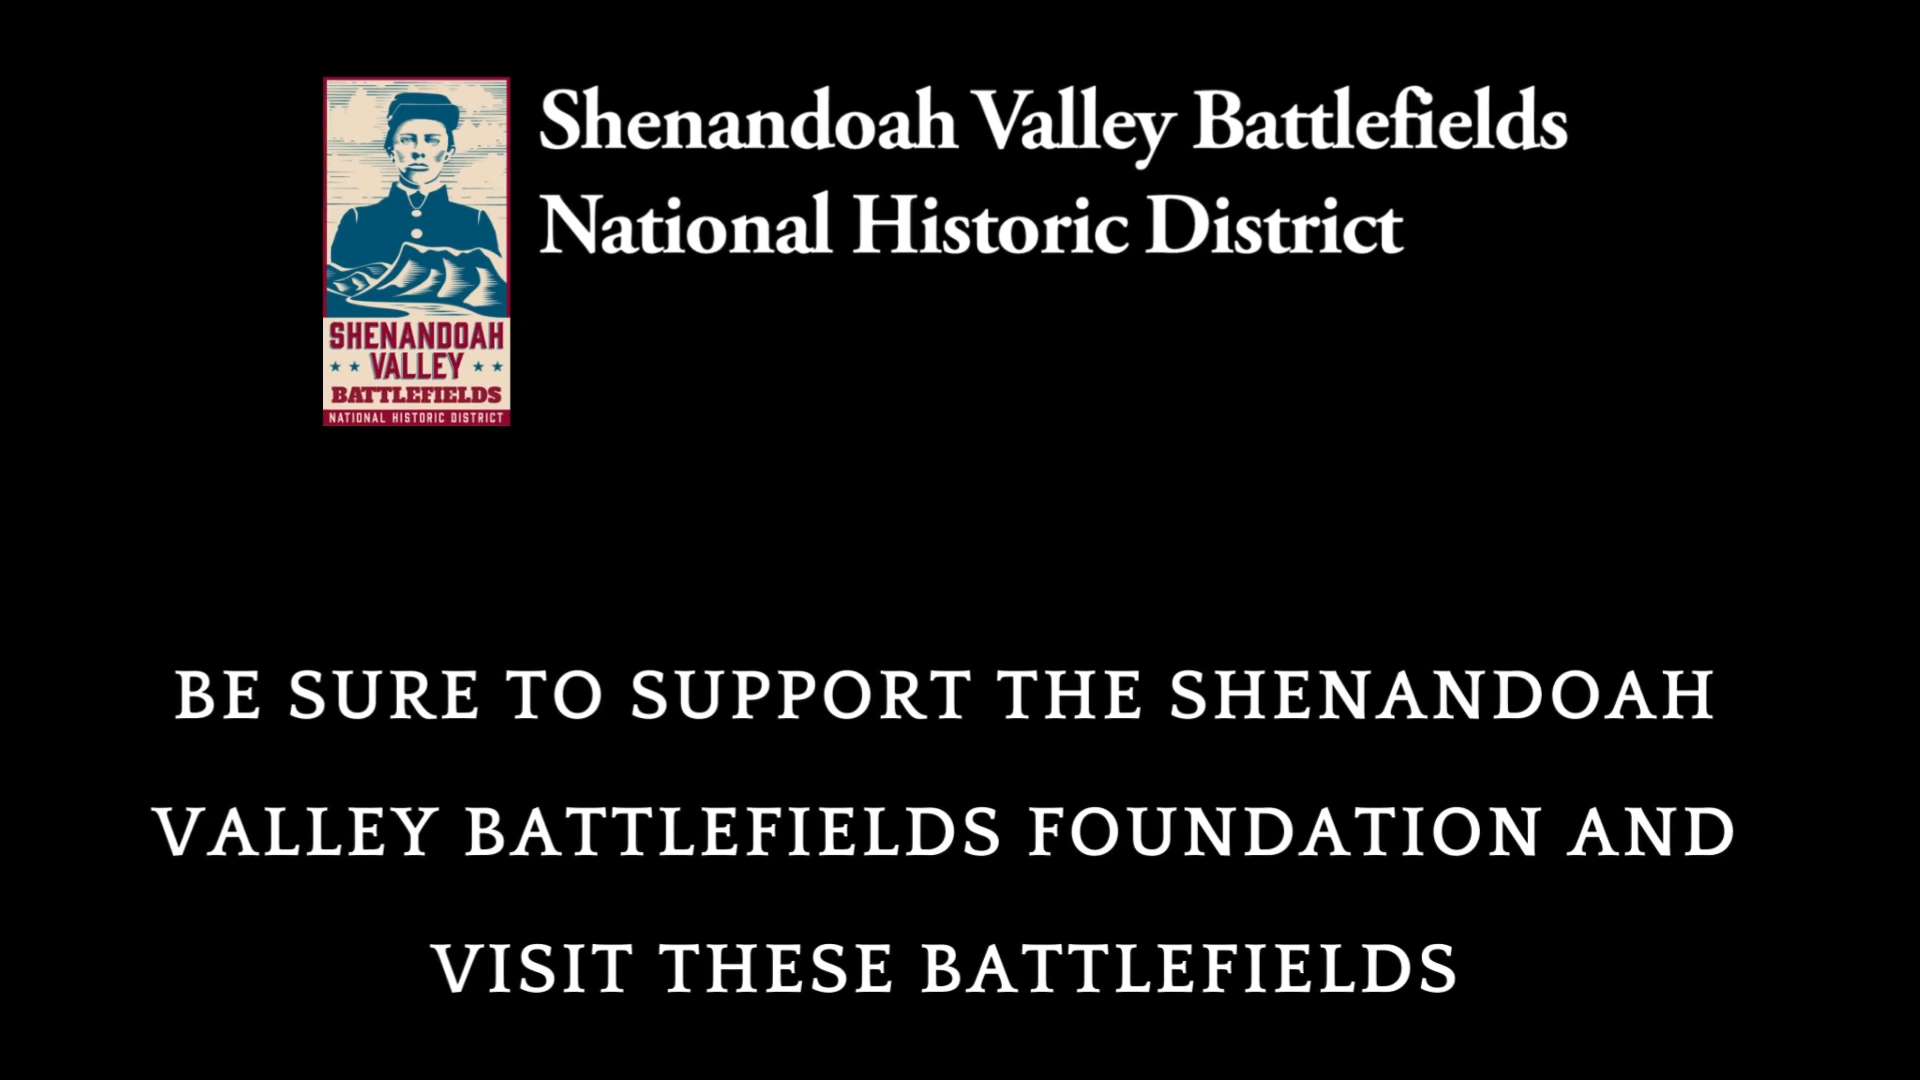 Shenandoah Valley Battlefields
National Historic District
SHENANDOAH
VALLEY
BATTLEFIELDS
NATIONAL HISTORIC DISTRICT
BE SURE TO SUPPORT THE SHENANDOAH
VALLEY BATTLEFIELDS FOUNDATION AND
VISIT THESE BATTLEFIELDS